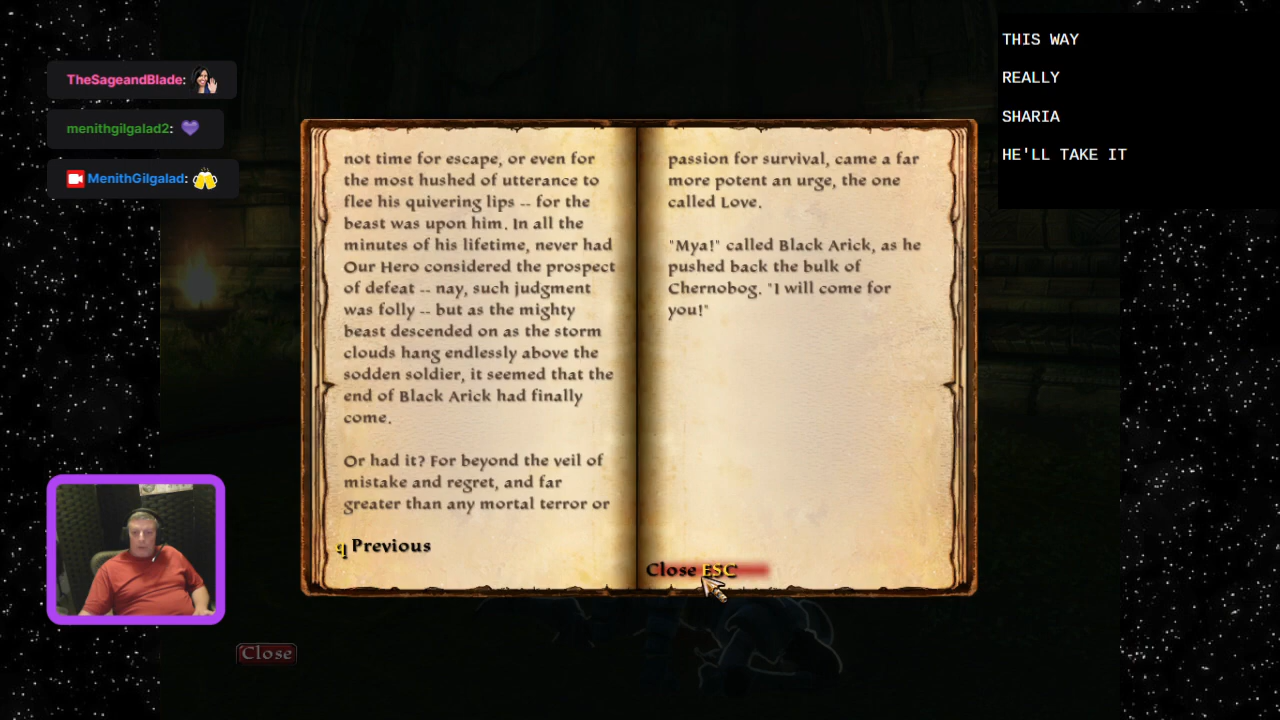 TheSageandBlade:
menithgilgalad2:
MenithGilgalad:
THIS WAY
REALLY
SHARIA
HE'LL TAKE IT
not time for escape, or even for
the most hushed of utterance to
flee his quivering lips -- for the
beast was upon him. In all the
minutes of his lifetime, never had
Our Hero considered the prospect
of defeat -- nay, such judgment
was folly -- but as the mighty
beast descended on as the storm
clouds hang endlessly above the
sodden soldier, it seemed that the
end of Black Arick had finally
come.
Or had it? For beyond the veil of
mistake and regret, and far
greater than any mortal terror or
q Previous
passion for survival, came a far
more potent an urge, the one
called Love.
"Mya!" called Black Arick, as he
pushed back the bulk of
Chernobog. "I will come for
you!"
Close ESC
Close